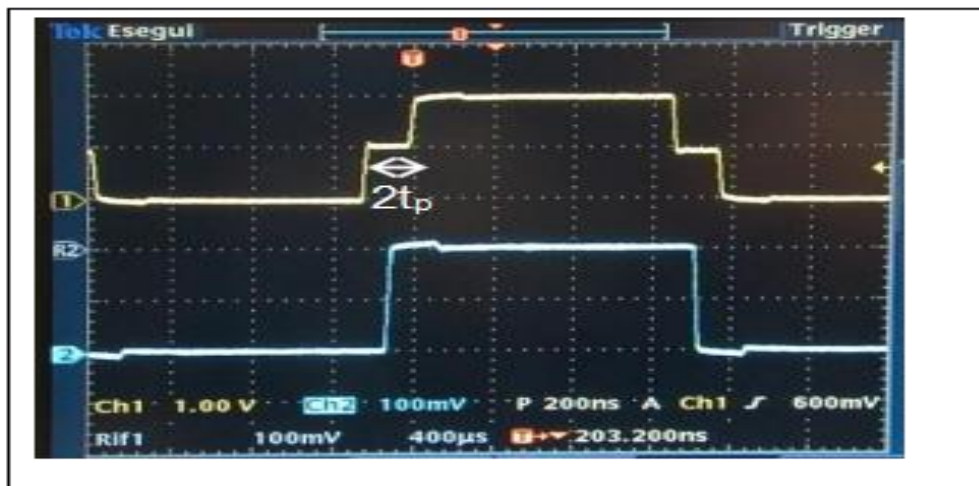 Tek Esegui Trigger
T
2tp
1
R2
2
Ch1 1.00 V Ch2 100mV P 200ns A Ch1 600mV
Rif1 100mV 400µs T 203.200ns